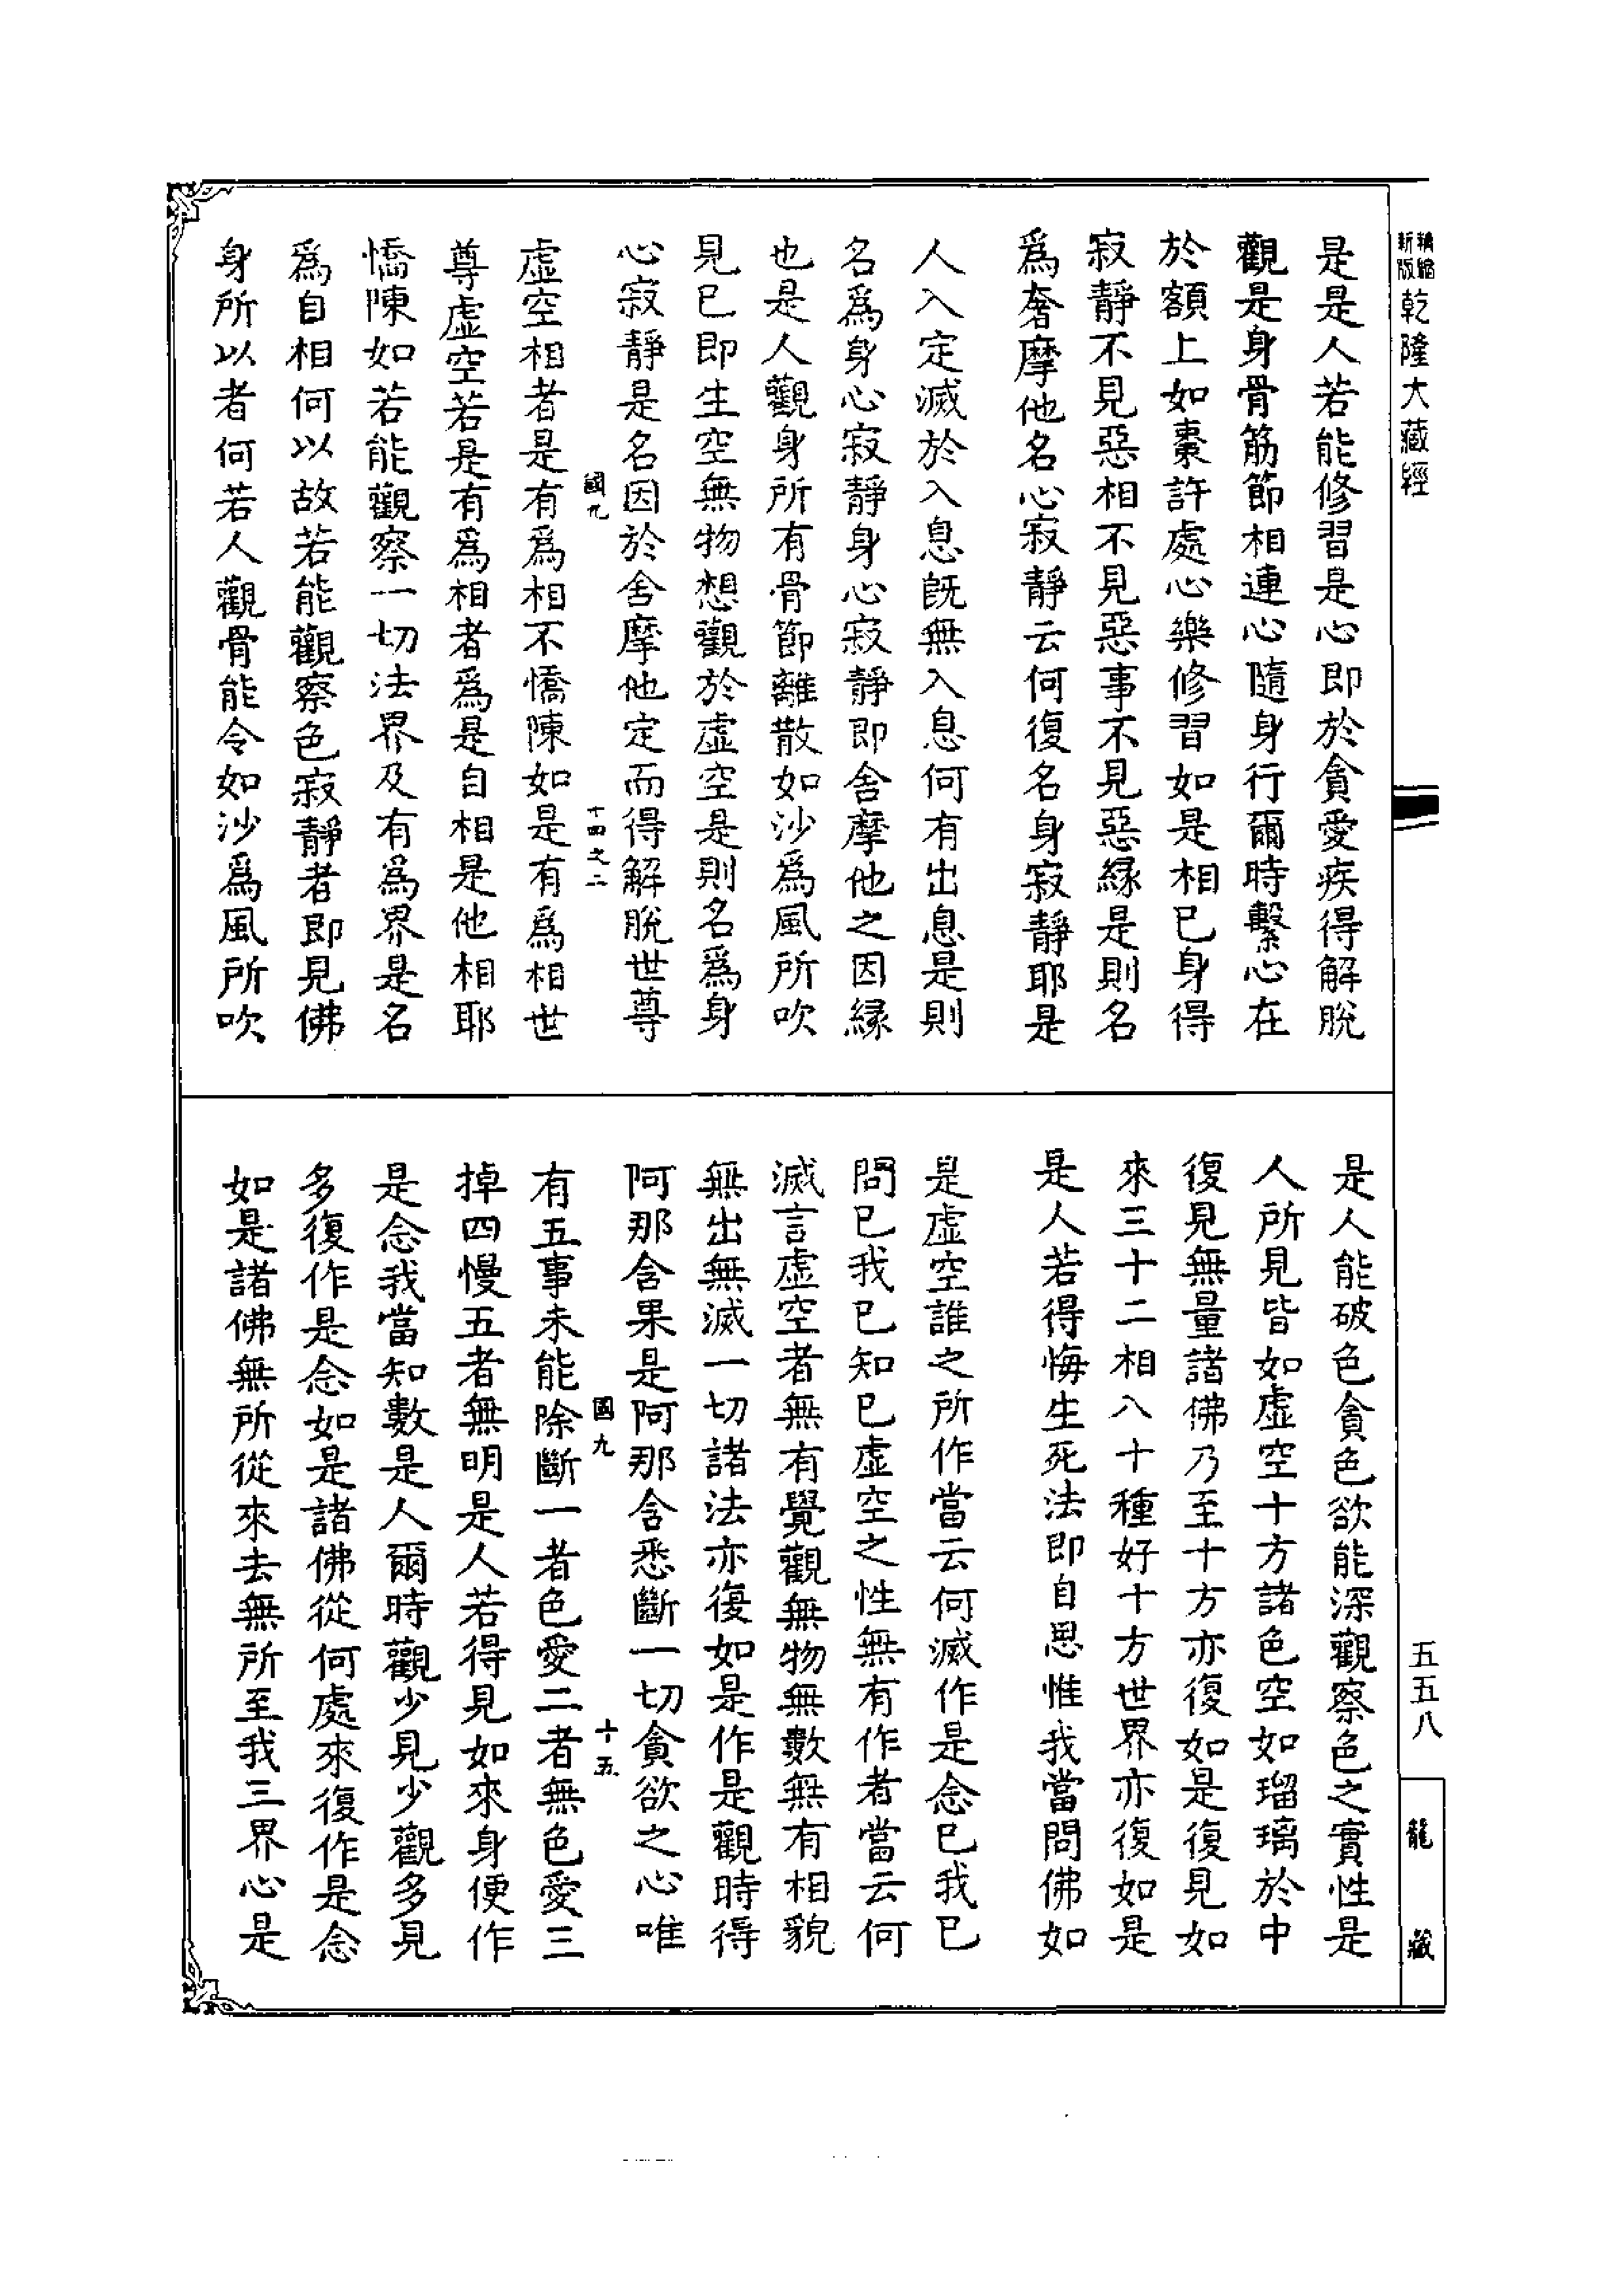 新版精縮乾隆大藏經
是是人若能修習是心即於貪愛疾得解脫
觀是身骨筋節相連心隨身行爾時繫心在
於額上如棗許處心樂修習如是相已身得
寂靜不見惡相不見惡事不見惡緣是則名
為奢摩他名心寂靜云何復名身寂靜耶是
人入定滅於入息既無入息何有出息是則
名為身心寂靜身心寂靜即舍摩他之因緣
也是人觀身所有骨節離散如沙為風所吹
見已即生空無物想觀於虛空是則名為身
心寂靜是名因於舍摩他定而得解脫世尊
國九 十四之二
虛空相者是有為相不憍陳如是有為相世
尊虛空若是有為相者為是自相是他相耶
憍陳如若能觀察一切法界及有為界是名
為自相何以故若能觀察色寂靜者即見佛
身所以者何若人觀骨能令如沙為風所吹
是人能破色貪色欲能深觀察色之實性是
人所見皆如虛空十方諸色空如瑠璃於中
復見無量諸佛乃至十方亦復如是復見如
來三十二相八十種好十方世界亦復如是
是人若得悔生死法即自思惟我當問佛如
是虛空誰之所作當云何滅作是念已我已
問已我已知已虛空之性無有作者當云何
滅言虛空者無有覺觀無物無數無有相貌
無出無滅一切諸法亦復如是作是觀時得
阿那含果是阿那含悉斷一切貪欲之心唯
國九 十五
有五事未能除斷一者色愛二者無色愛三
掉四慢五者無明是人若得見如來身便作
是念我當知數是人爾時觀少見少觀多見
多復作是念如是諸佛從何處來復作是念
如是諸佛無所從來去無所至我三界心是
五五八
龍藏